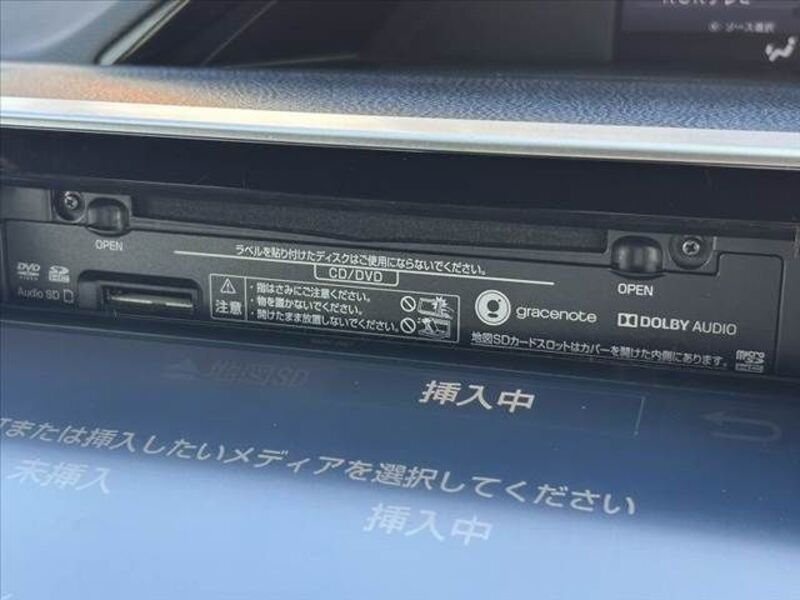 ソース選択
OPEN
ラベルを貼り付けたディスクはご使用にならないでください。
CD/DVD
OPEN
DVD
Audio SD
注意
・指はさみにご注意ください。
・物を置かないでください。
・開けたまま放置しないでください。
gracenote
DOLBY AUDIO
地図SDカードスロットはカバーを開けた内側にあります。
挿入中
または挿入したいメディアを選択してください
未挿入
挿入中